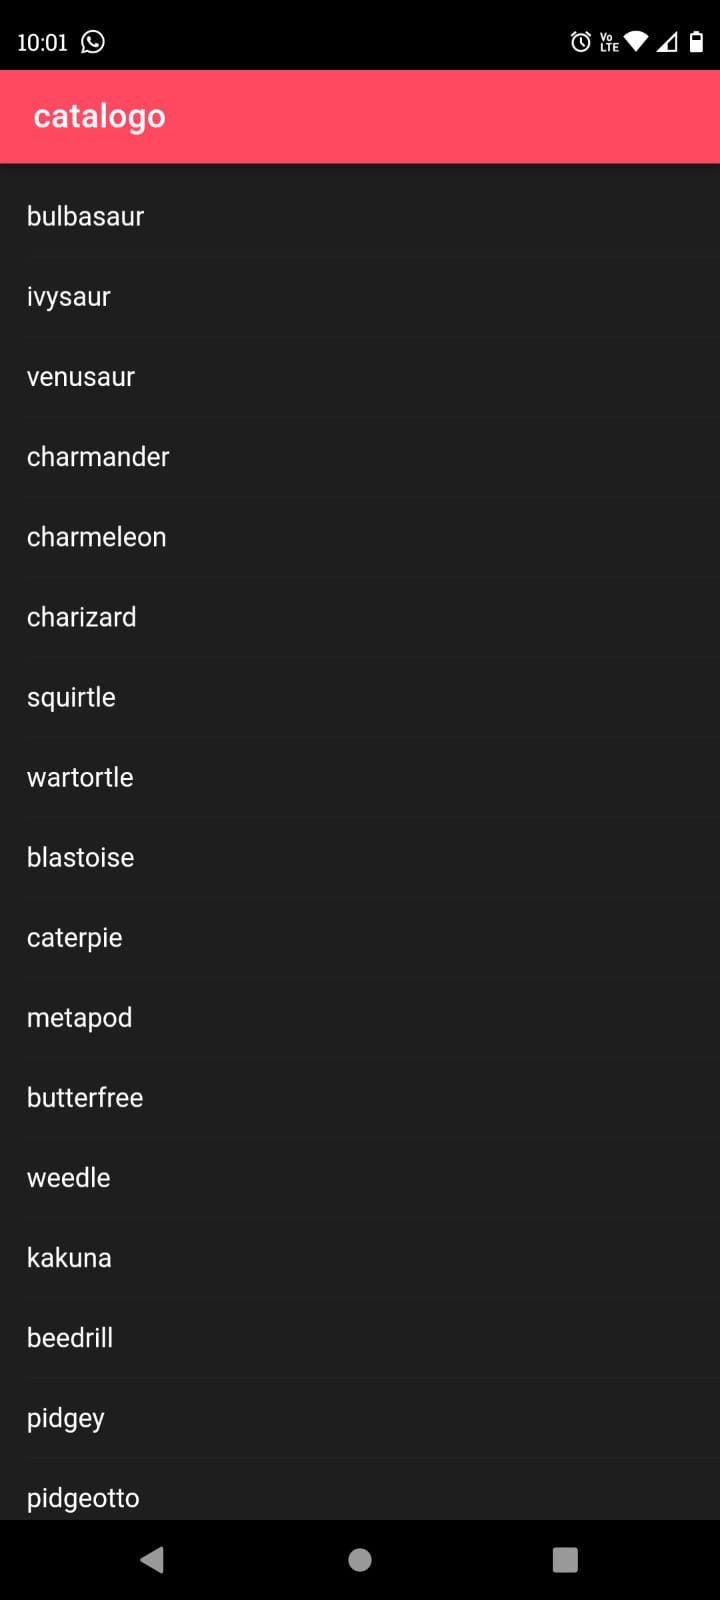 10:01 Vo LTE
catalogo
bulbasaur
ivysaur
venusaur
charmander
charmeleon
charizard
squirtle
wartortle
blastoise
caterpie
metapod
butterfree
weedle
kakuna
beedrill
pidgey
pidgeotto